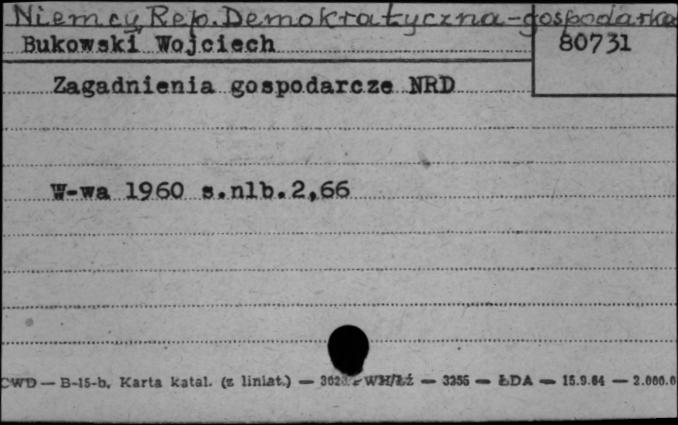 Niemcy Rep. Demokratyczna-gospodarka
Bukowski Wojciech
80731
Zagadnienia gospodarcze NRD
W-wa 1960 s.nlb.2,66
CWD — B-15-b, Karta katal. (z liniat.) — WH/Łź — 3255 — ŁDA — 15.9.64 — 2.000.0